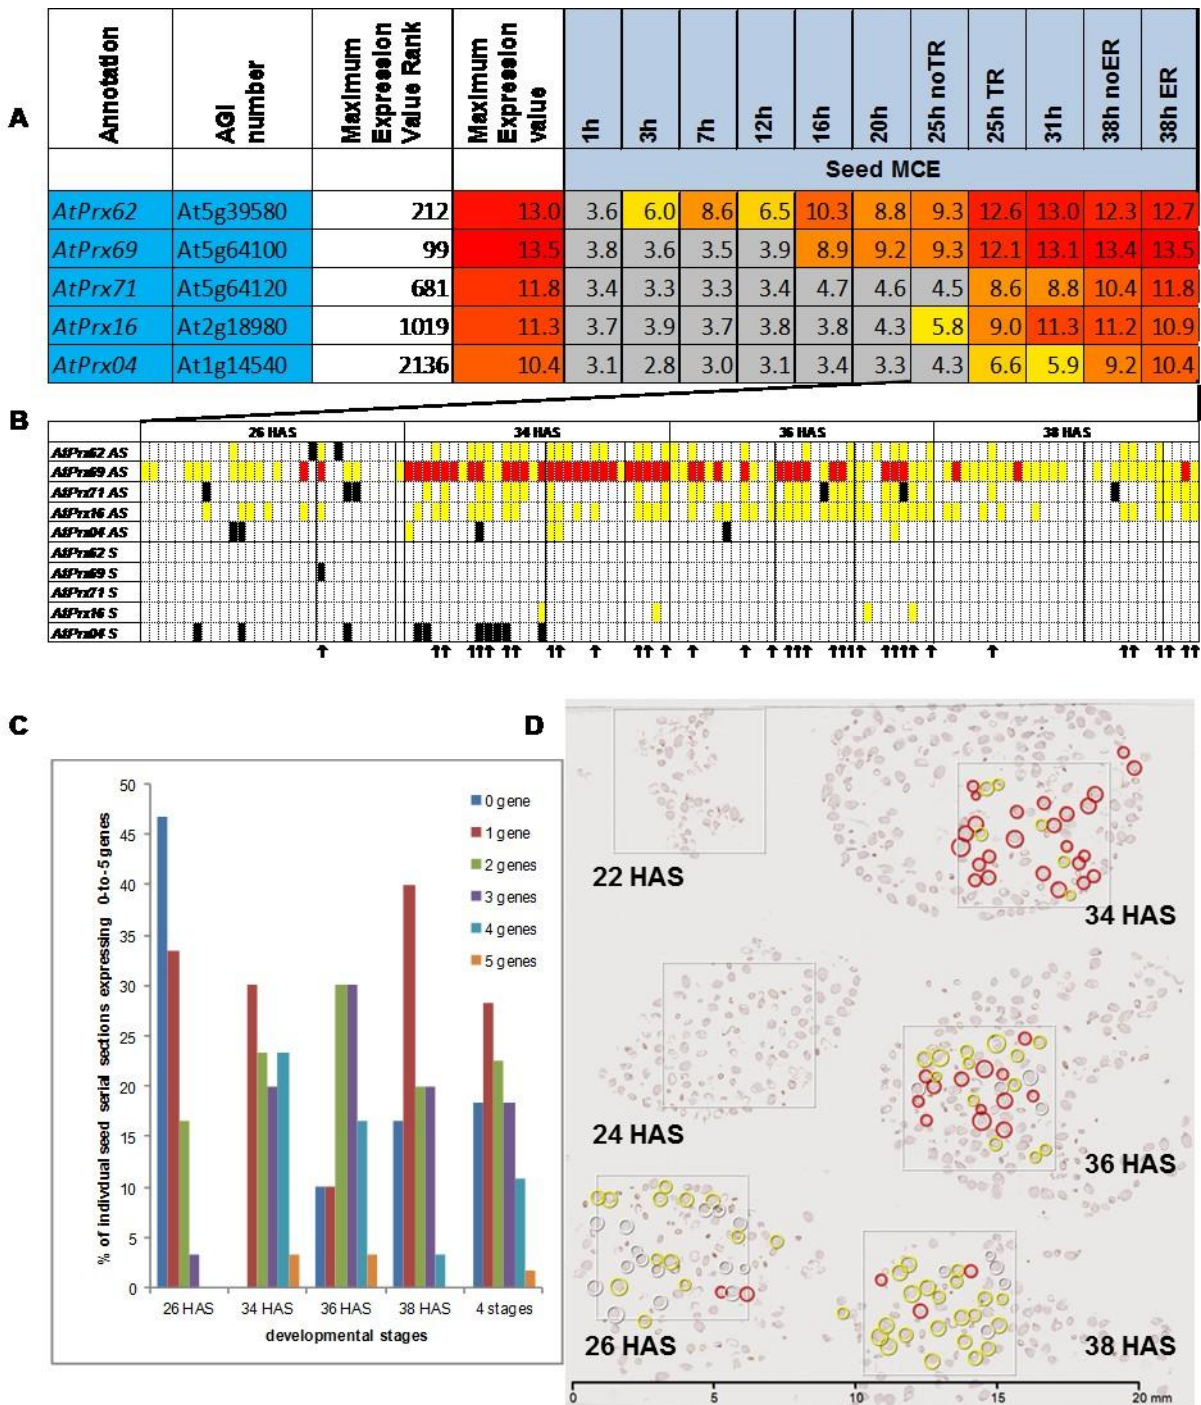 A
Annotation
AGI number
Maximum Expression Value Rank
Maximum Expression value
1h 3h 7h 12h 16h 20h 25h noTR 25h TR 31h 38h noER 38h ER
Seed MCE
AtPrx62 At5g39580 212 13.0 3.6 6.0 8.6 6.5 10.3 8.8 9.3 12.6 13.0 12.3 12.7
AtPrx69 At5g64100 99 13.5 3.8 3.6 3.5 3.9 8.9 9.2 9.3 12.1 13.1 13.4 13.5
AtPrx71 At5g64120 681 11.8 3.4 3.3 3.3 3.4 4.7 4.6 4.5 8.6 8.8 10.4 11.8
AtPrx16 At2g18980 1019 11.3 3.7 3.9 3.7 3.8 3.8 4.3 5.8 9.0 11.3 11.2 10.9
AtPrx04 At1g14540 2136 10.4 3.1 2.8 3.0 3.1 3.4 3.3 4.3 6.6 5.9 9.2 10.4
B
26 HAS 34 HAS 36 HAS 38 HAS
AtPrx62 AS
AtPrx69 AS
AtPrx71 AS
AtPrx16 AS
AtPrx04 AS
AtPrx62 S
AtPrx69 S
AtPrx71 S
AtPrx16 S
AtPrx04 S
C
% of indivdual seed serial sections expressing 0-to-5 genes
50
45
40
35
30
25
20
15
10
5
0
0 gene
1 gene
2 genes
3 genes
4 genes
5 genes
26 HAS 34 HAS 36 HAS 38 HAS 4 stages
developmental stages
D
22 HAS
34 HAS
24 HAS
36 HAS
26 HAS
38 HAS
0 5 10 15 20 mm